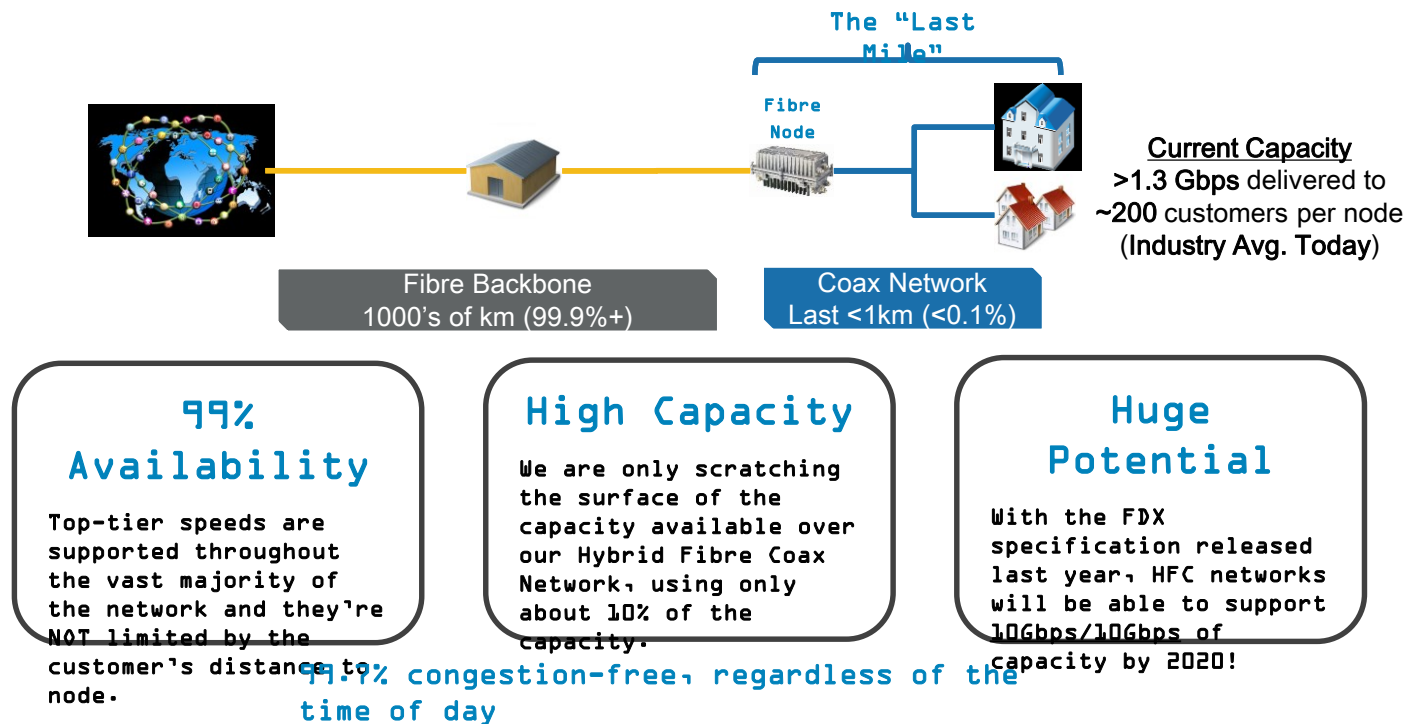 The “Last
Mile”
Fibre
Node
Current Capacity
>1.3 Gbps delivered to
~200 customers per node
(Industry Avg. Today)
Fibre Backbone
1000’s of km (99.9%+)
Coax Network
Last <1km (<0.1%)
99%
Availability
Top-tier speeds are
supported throughout
the vast majority of
the network and they’re
NOT limited by the
customer’s distance to
node.
High Capacity
We are only scratching
the surface of the
capacity available over
our Hybrid Fibre Coax
Network, using only
about 10% of the
capacity.
Huge
Potential
With the FDX
specification released
last year, HFC networks
will be able to support
10Gbps/10Gbps of
capacity by 2020!
congestion-free, regardless of the
time of day